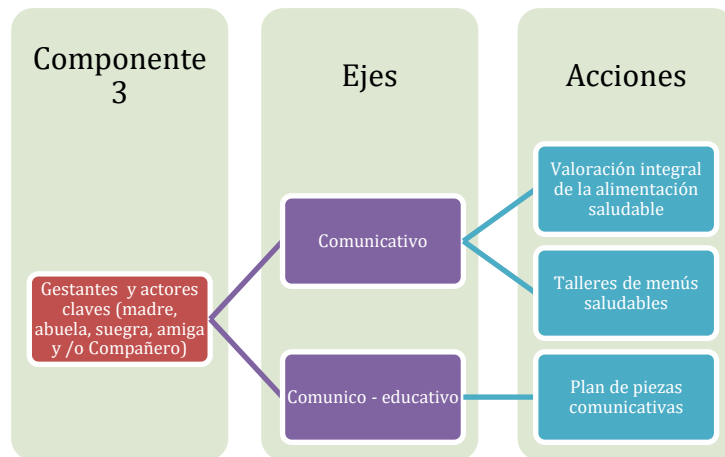 Componente
3
Ejes
Acciones
Gestantes y actores
claves (madre,
abuela, suegra, amiga
y /o Compañero)
Comunicativo
Comunico - educativo
Valoración integral
de la alimentación
saludable
Talleres de menús
saludables
Plan de piezas
comunicativas